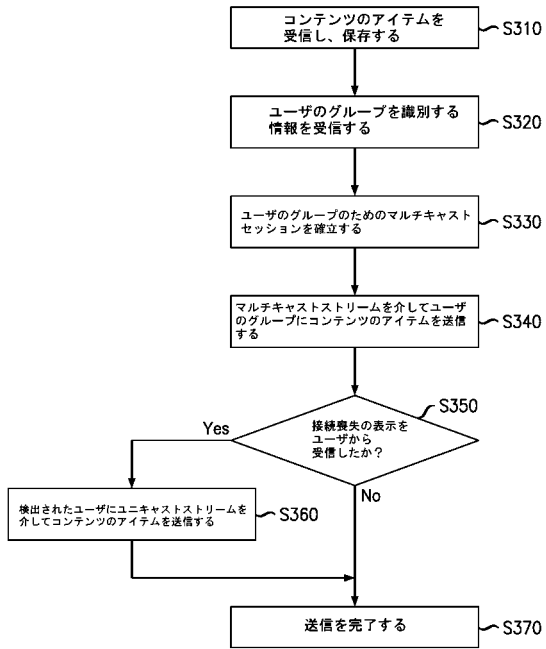 コンテンツのアイテムを
受信し、保存する
S310
ユーザのグループを識別する
情報を受信する
S320
ユーザのグループのためのマルチキャスト
セッションを確立する
S330
マルチキャストストリームを介してユーザ
のグループにコンテンツのアイテムを送信
する
S340
S350
接続喪失の表示を
ユーザから
受信したか？
Yes
No
検出されたユーザにユニキャストストリームを
介してコンテンツのアイテムを送信する
S360
送信を完了する
S370